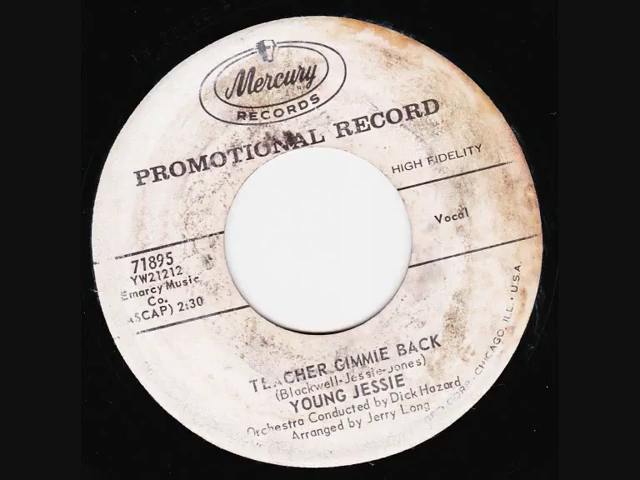 Mercury
RECORDS
PROMOTIONAL RECORD
HIGH FIDELITY
Vocal
71895
YW21212
Emarcy Music
Co.
ASCAP) 2:30
TEACHER GIMMIE BACK
(Blackwell-Jessie-Jones)
YOUNG JESSIE
Orchestra Conducted by Dick Hazard
Arranged by Jerry Long
CORP. CHICAGO, ILL. • U.S.A.